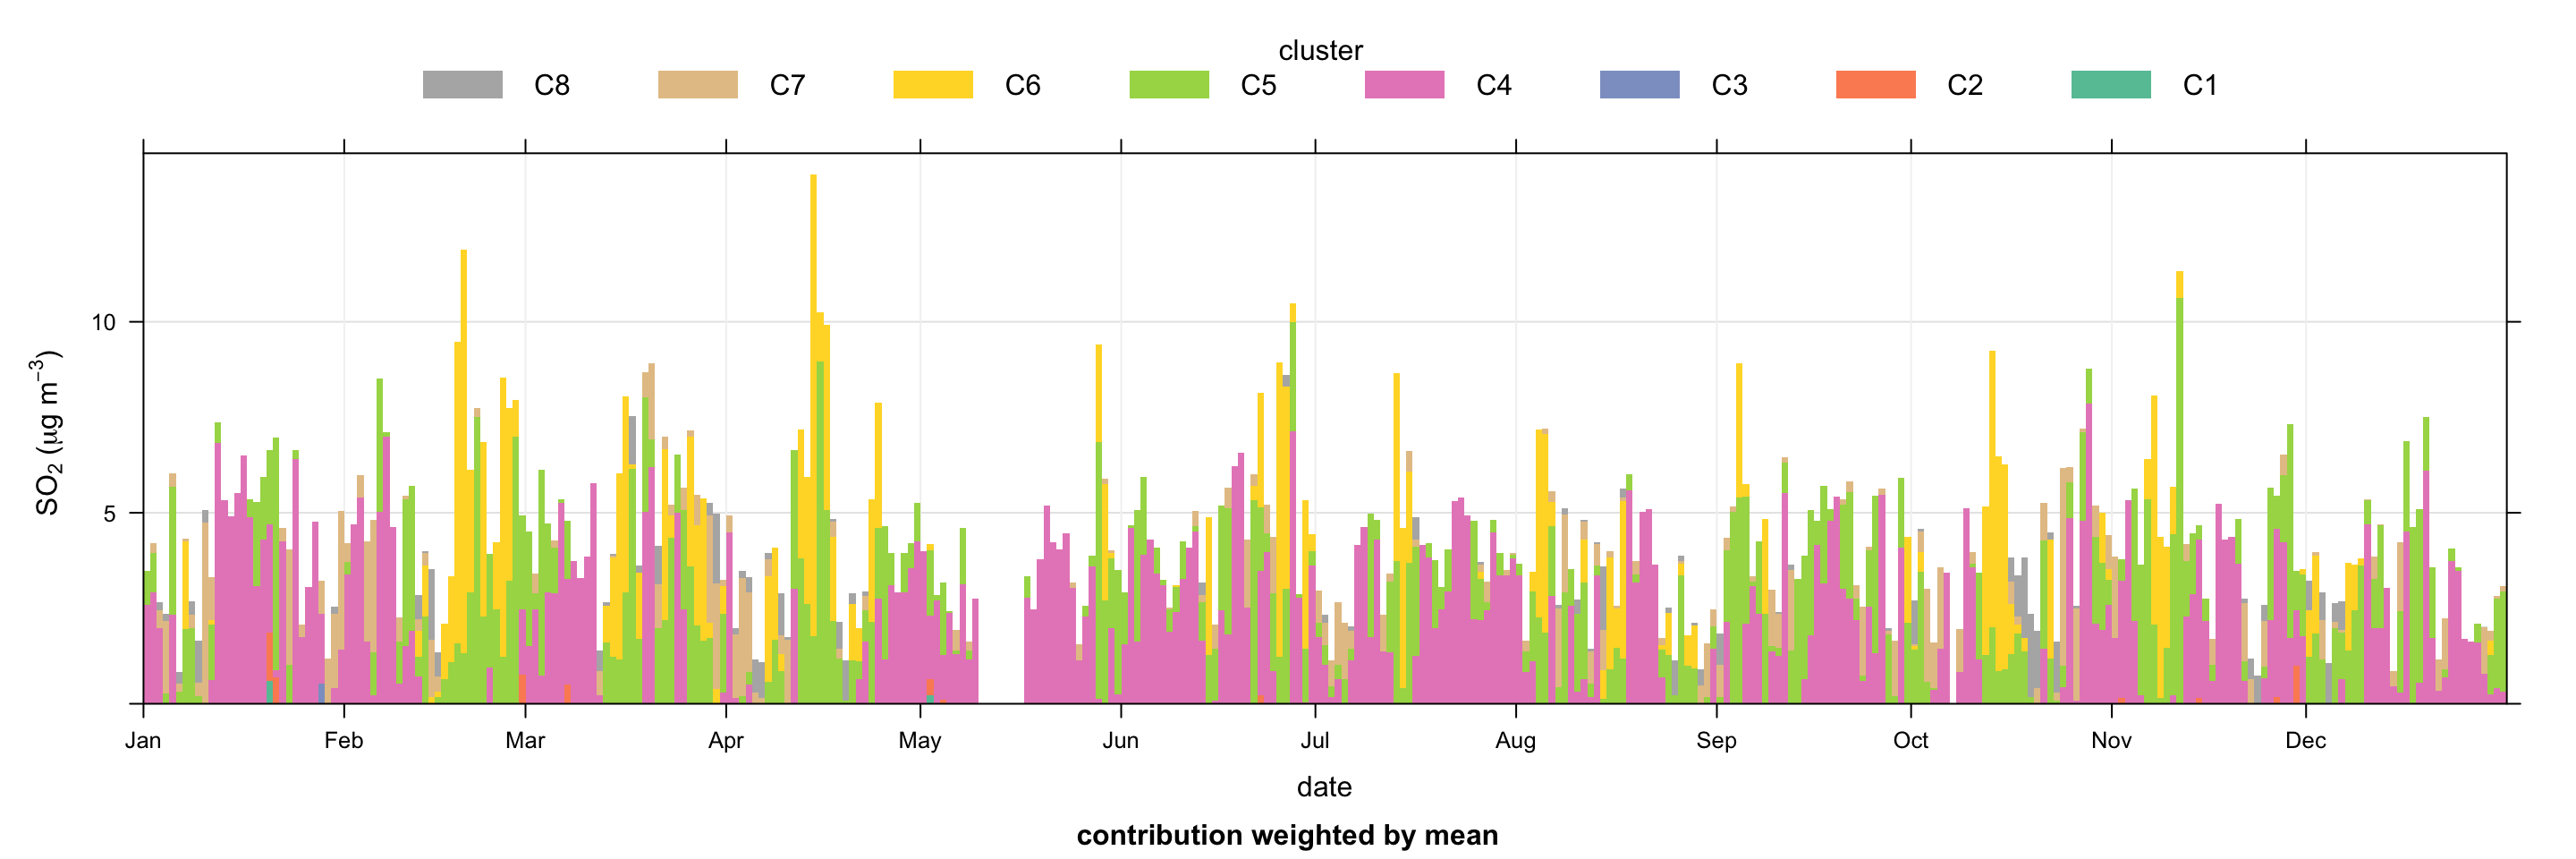 cluster
C8 C7 C6 C5 C4 C3 C2 C1
SO₂ (μg m⁻³)
10
5
Jan Feb Mar Apr May Jun Jul Aug Sep Oct Nov Dec
date
contribution weighted by mean